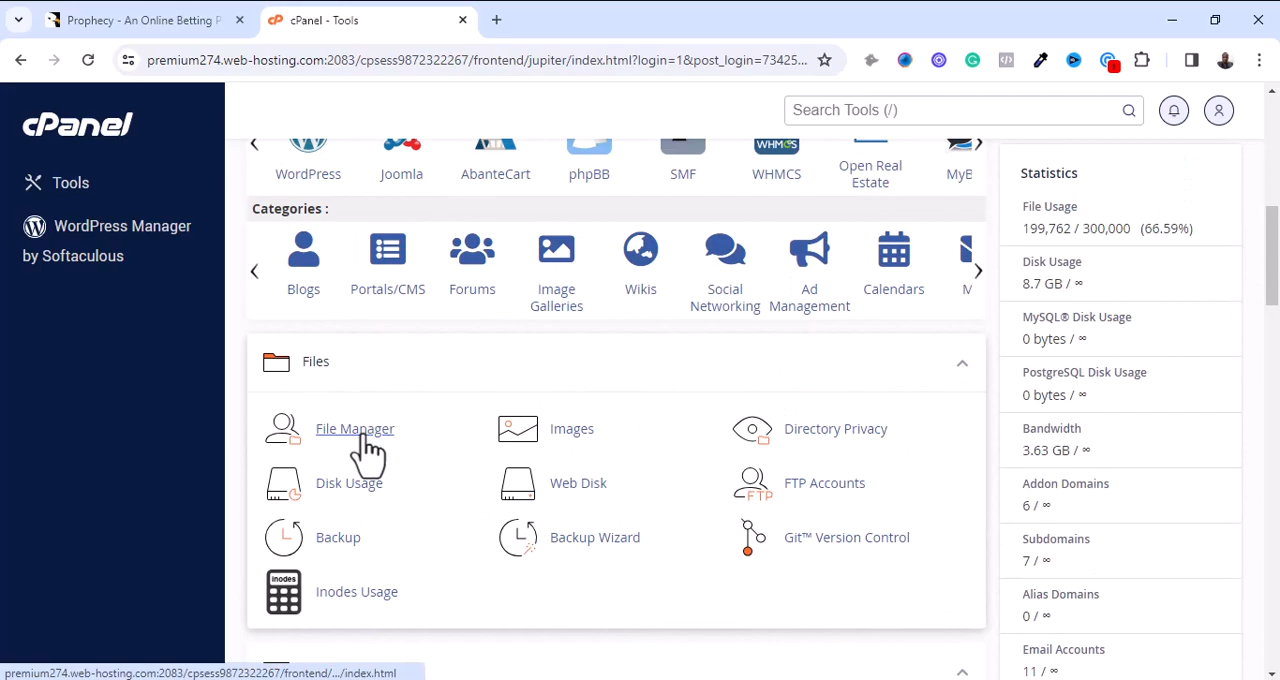 Prophecy - An Online Betting P
cPanel - Tools
premium274.web-hosting.com:2083/cpsess9872322267/frontend/jupiter/index.html?login=1&post_login=73425...
cPanel
Search Tools (/)
Tools
WordPress Manager
by Softaculous
WHMCS
WordPress
Joomla
AbanteCart
phpBB
SMF
WHMCS
Open Real
Estate
MyB
Categories :
Blogs
Portals/CMS
Forums
Image
Galleries
Wikis
Social
Networking
Ad
Management
Calendars
M
Files
File Manager
Images
Directory Privacy
Disk Usage
Web Disk
FTP
FTP Accounts
Backup
Backup Wizard
Git™ Version Control
inodes
Inodes Usage
Statistics
File Usage
199,762 / 300,000 (66.59%)
Disk Usage
8.7 GB / ∞
MySQL® Disk Usage
0 bytes / ∞
PostgreSQL Disk Usage
0 bytes / ∞
Bandwidth
3.63 GB / ∞
Addon Domains
6 / ∞
Subdomains
7 / ∞
Alias Domains
0 / ∞
Email Accounts
11 / ∞
premium274.web-hosting.com:2083/cpsess9872322267/frontend/.../index.html